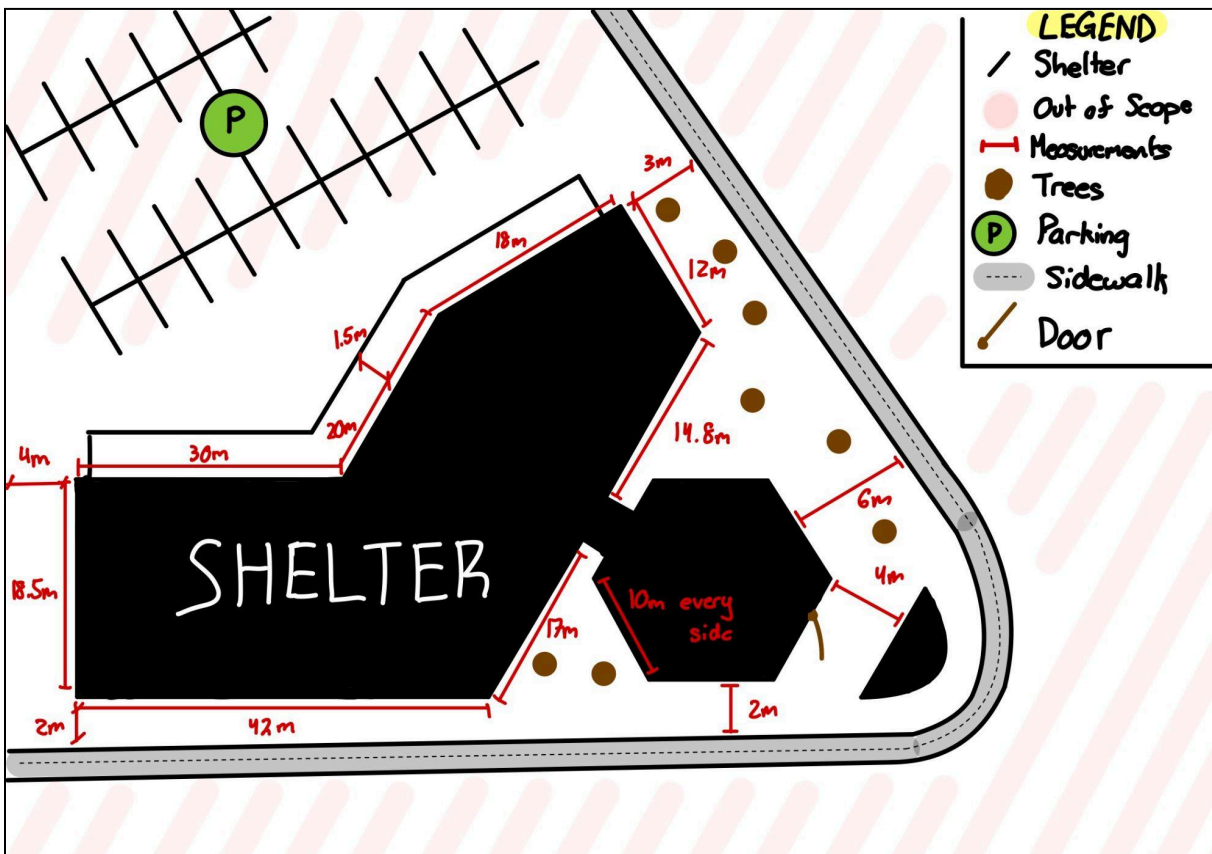 LEGEND
Shelter
Out of Scope
Measurements
Trees
P Parking
Sidewalk
Door
P
3m
18m
12m
1.5m
20m
14.8m
4m
30m
6m
SHELTER
18.5m
10m every
side
4m
17m
2m
42m
2m